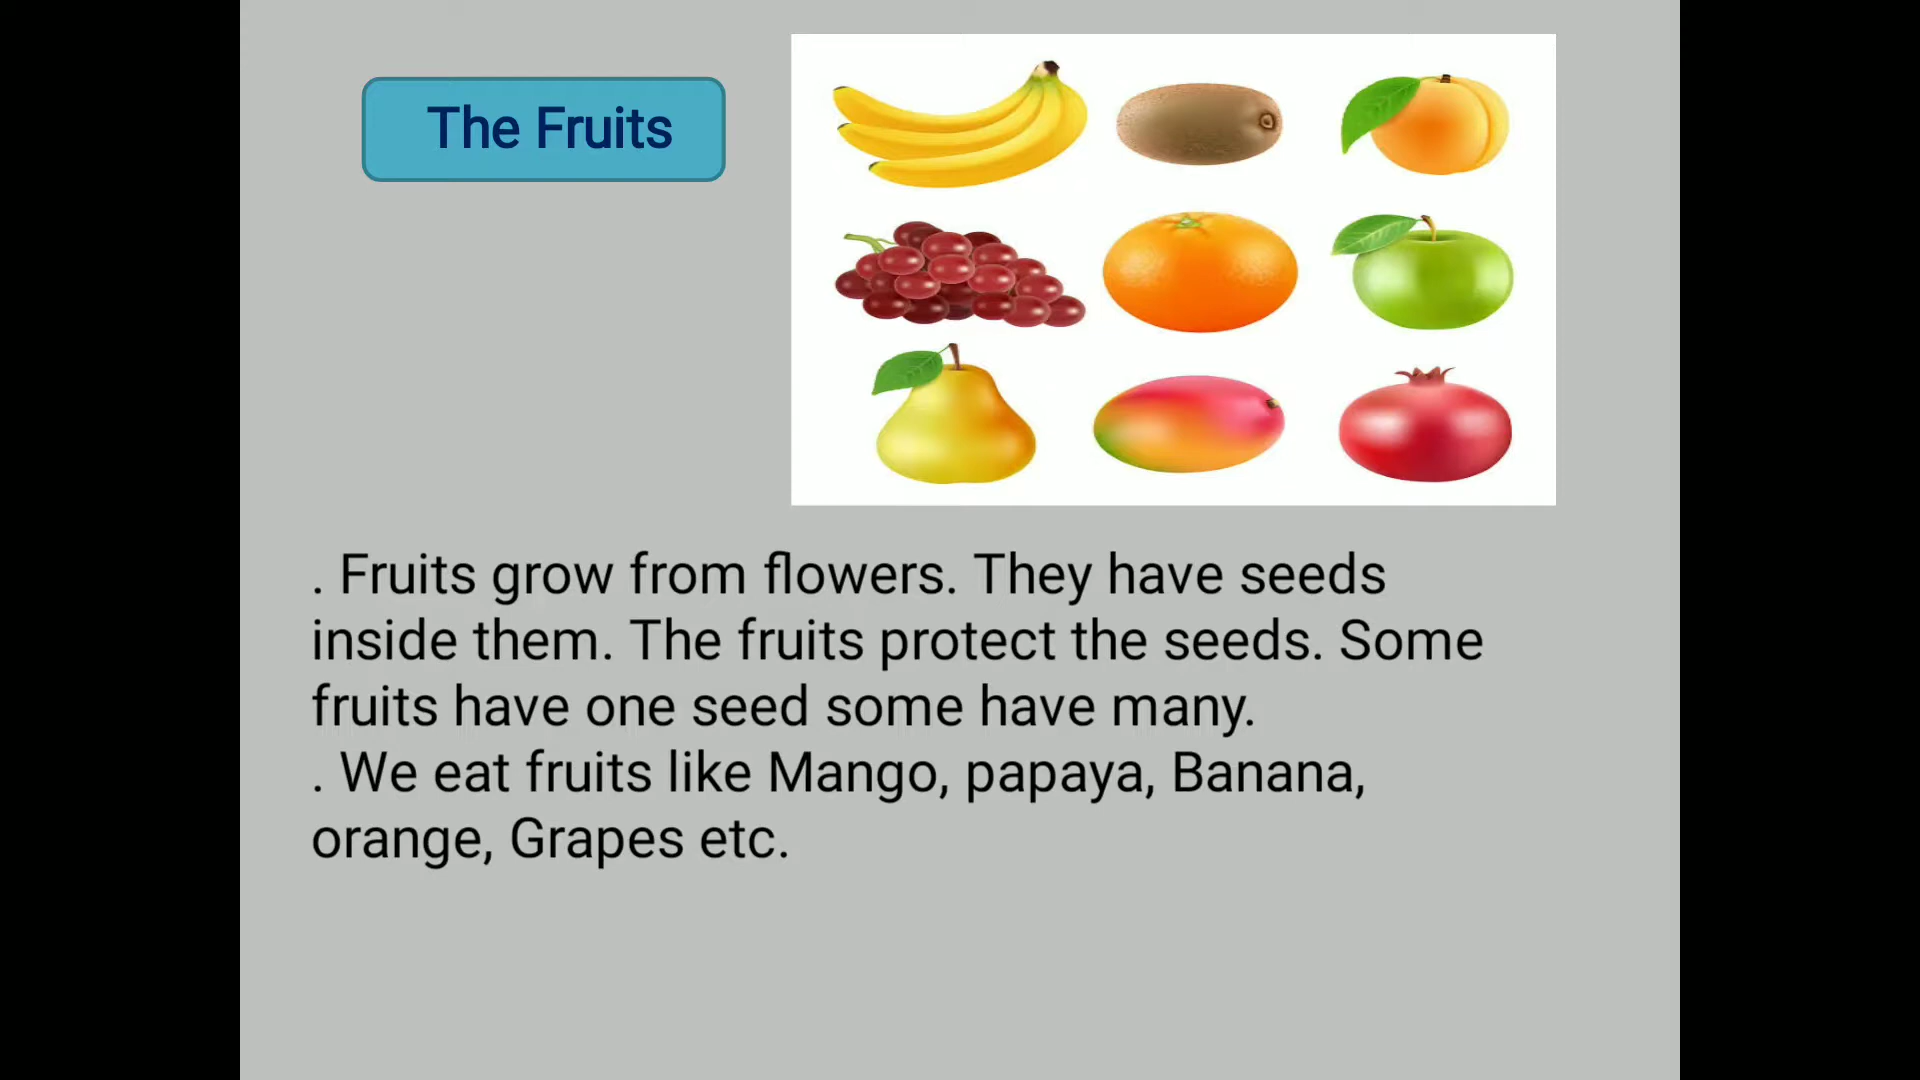 The Fruits
. Fruits grow from flowers. They have seeds
inside them. The fruits protect the seeds. Some
fruits have one seed some have many.
. We eat fruits like Mango, papaya, Banana,
orange, Grapes etc.